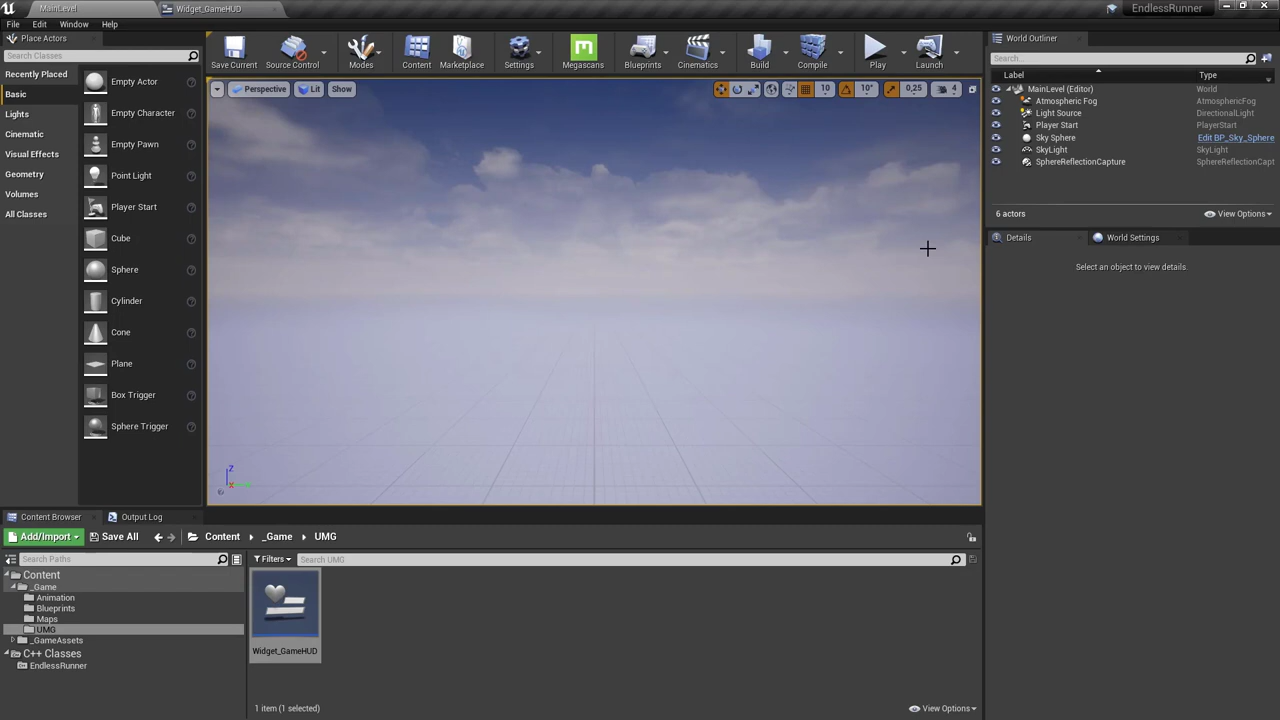 MainLevel
Widget_GameHUD
EndlessRunner
File Edit Window Help
Place Actors
Search Classes
Recently Placed
Basic
Lights
Cinematic
Visual Effects
Geometry
Volumes
All Classes
Empty Actor
Empty Character
Empty Pawn
Point Light
Player Start
Cube
Sphere
Cylinder
Cone
Plane
Box Trigger
Sphere Trigger
Save Current
Source Control
Modes
Content
Marketplace
Settings
Megascans
Blueprints
Cinematics
Build
Compile
Play
Launch
Perspective Lit Show
10 10° 0,25 4
Z
World Outliner
Search...
Label Type
MainLevel (Editor) World
Atmospheric Fog AtmosphericFog
Light Source DirectionalLight
Player Start PlayerStart
Sky Sphere Edit BP_Sky_Sphere
SkyLight SkyLight
SphereReflectionCapture SphereReflectionCapt
6 actors View Options
Details World Settings
Select an object to view details.
Content Browser Output Log
Add/Import Save All Content _Game UMG
Search Paths
Filters Search UMG
Content
_Game
Animation
Blueprints
Maps
UMG
_GameAssets
C++ Classes
EndlessRunner
Widget_GameHUD
1 item (1 selected) View Options